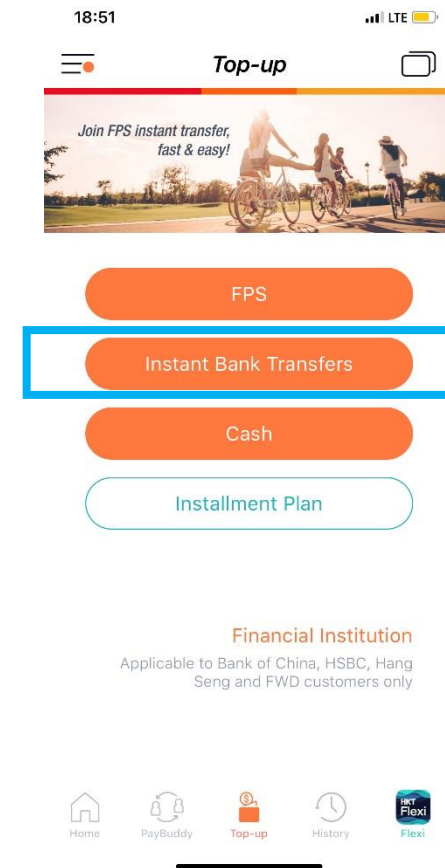 18:51
LTE
Top-up
Join FPS instant transfer,
fast & easy!
FPS
Instant Bank Transfers
Cash
Installment Plan
Financial Institution
Applicable to Bank of China, HSBC, Hang
Seng and FWD customers only
HKT
Flexi
Home PayBuddy Top-up History Flexi